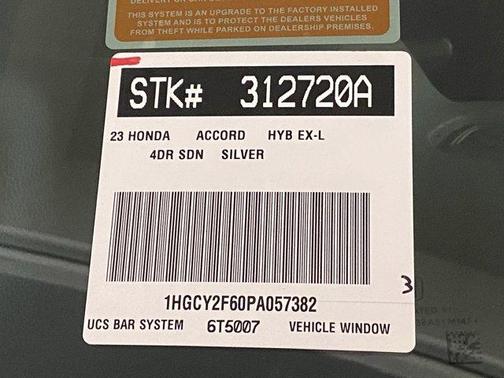 THIS SYSTEM IS AN UPGRADE TO THE FACTORY INSTALLED
SYSTEM AND IS TO PROTECT THE DEALERS VEHICLES
FROM THEFT WHILE PARKED ON DEALERSHIP PREMISES.
STK# 312720A
23 HONDA ACCORD HYB EX-L
4DR SDN SILVER
3
1HGCY2F60PA057382
UCS BAR SYSTEM 6T5007 VEHICLE WINDOW